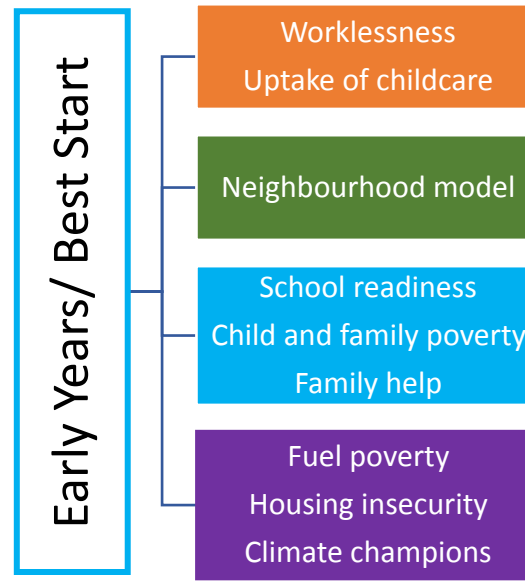 Early Years/ Best Start
Worklessness
Uptake of childcare
Neighbourhood model
School readiness
Child and family poverty
Family help
Fuel poverty
Housing insecurity
Climate champions